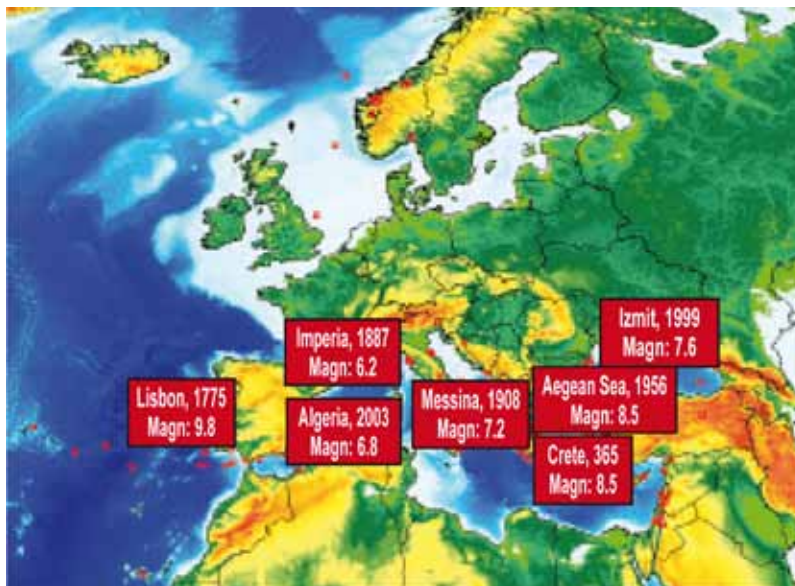 Izmit, 1999
Magn: 7.6
Imperia, 1887
Magn: 6.2
Lisbon, 1775
Magn: 9.8
Algeria, 2003
Magn: 6.8
Messina, 1908
Magn: 7.2
Aegean Sea, 1956
Magn: 8.5
Crete, 365
Magn: 8.5